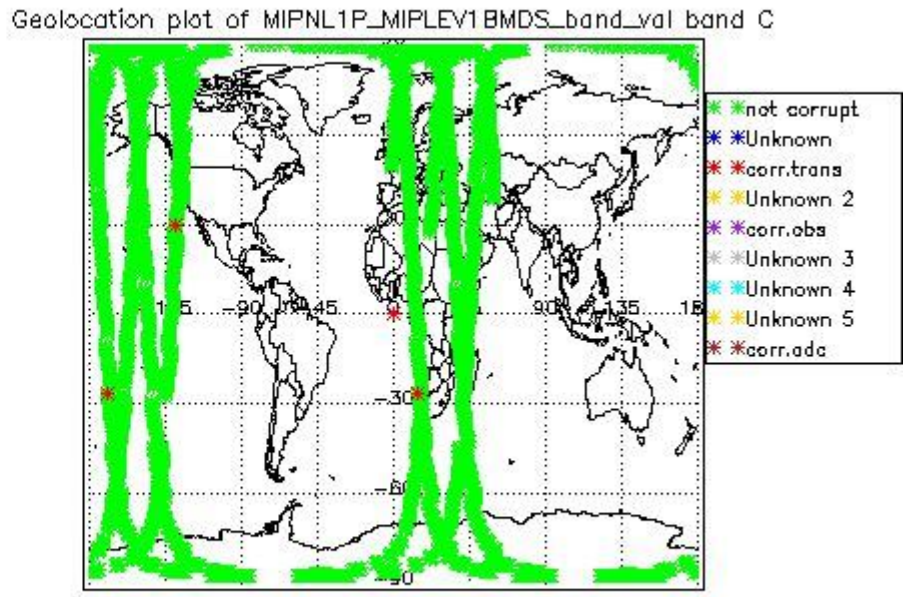 Geolocation plot of MIPNL1P_MIPLEV1BMDS_band_val band C
not corrupt
Unknown
corr.trans
Unknown 2
corr.obs
Unknown 3
Unknown 4
Unknown 5
corr.adc
-90 -45 90 135
-30
-60
-90